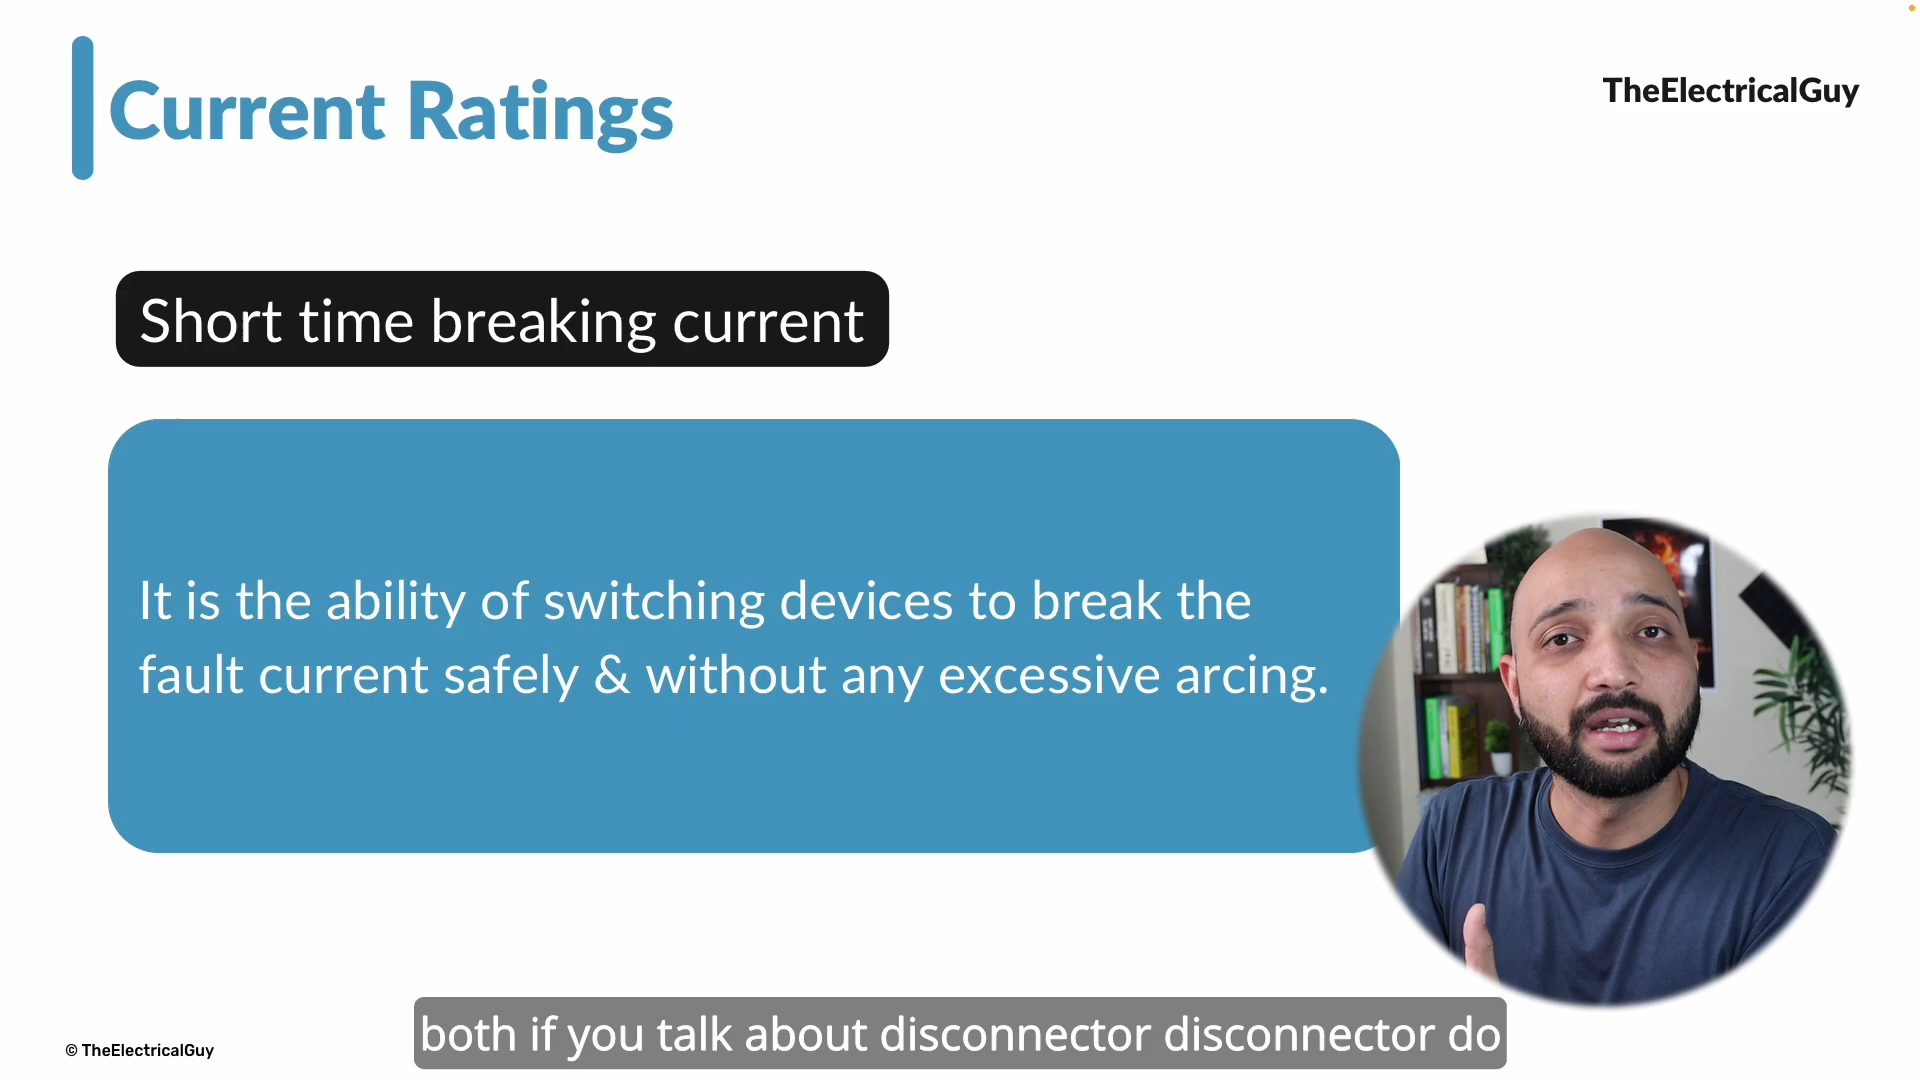 Current Ratings
TheElectricalGuy
Short time breaking current
It is the ability of switching devices to break the
fault current safely & without any excessive arcing.
both if you talk about disconnector disconnector do
© TheElectricalGuy